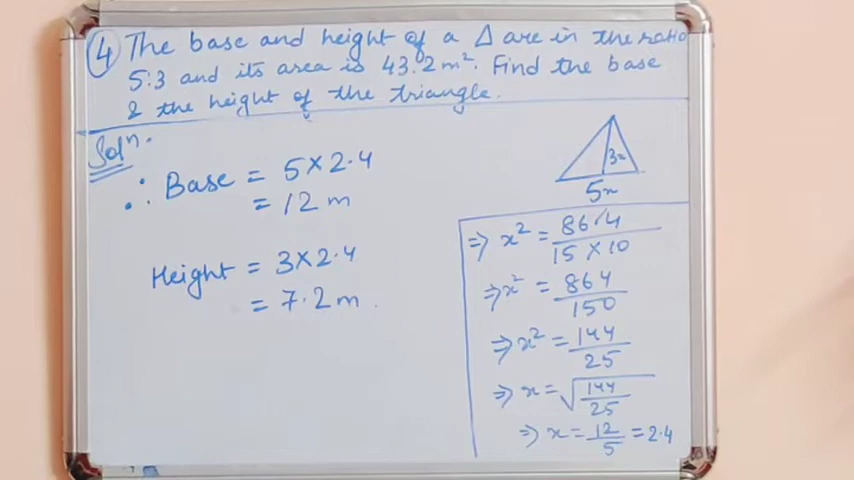 4 The base and height of a Δ are in the ratio
5:3 and its area is 43.2 m². Find the base
& the height of the triangle.
Solⁿ.
∴ Base = 5 × 2.4
= 12 m
Height = 3 × 2.4
= 7.2 m.
3x
5x
⇒ x² = 86.4/15 × 10
⇒ x² = 864/150
⇒ x² = 144/25
⇒ x = √144/25
⇒ x = 12/5 = 2.4